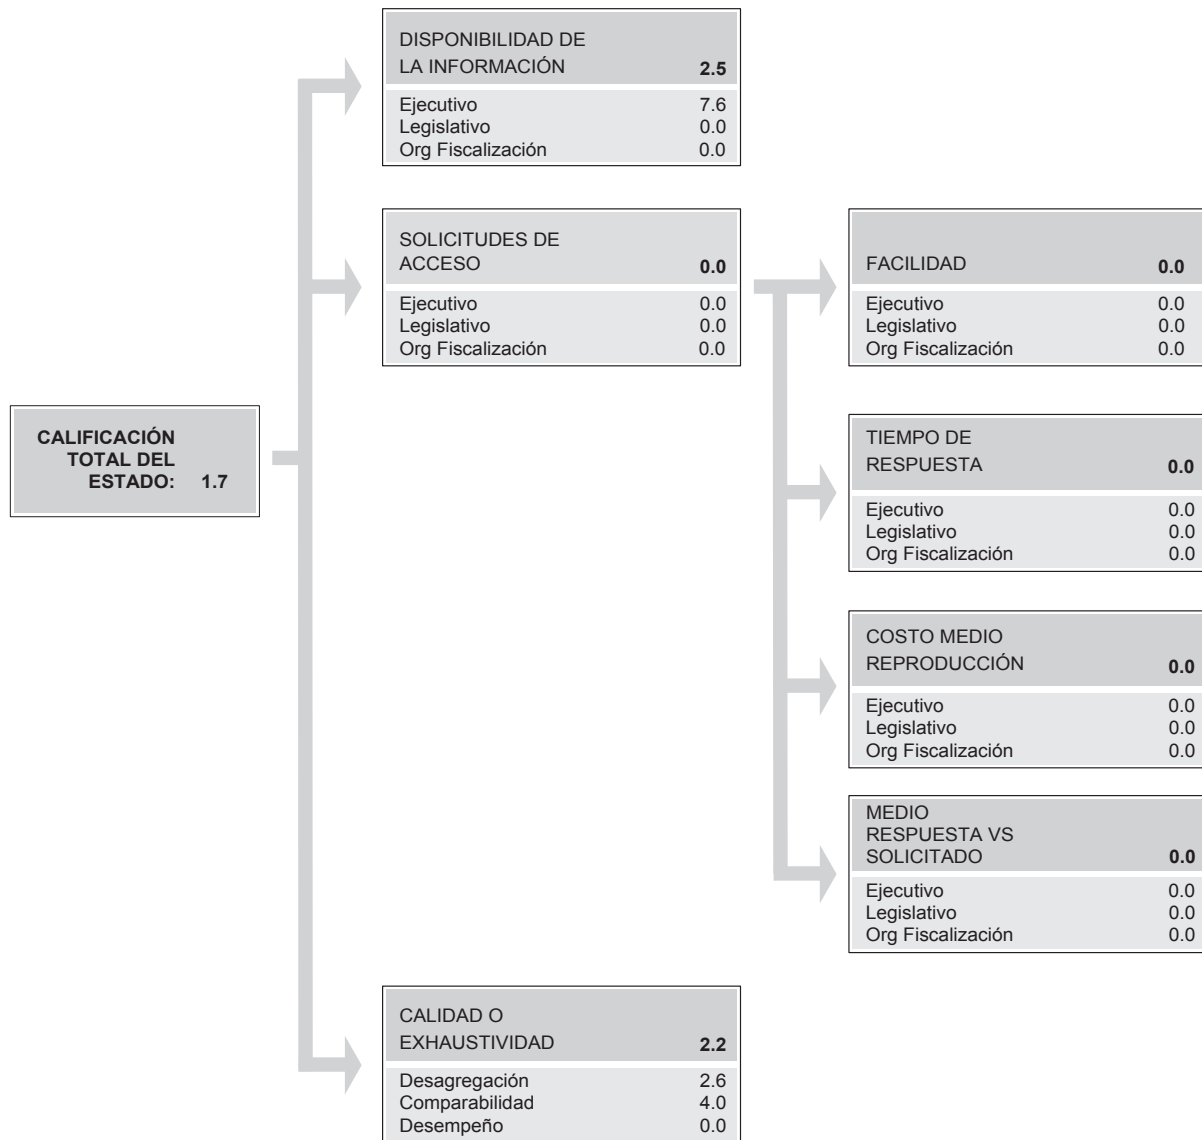 DISPONIBILIDAD DE
LA INFORMACIÓN 2.5
Ejecutivo 7.6
Legislativo 0.0
Org Fiscalización 0.0
SOLICITUDES DE
ACCESO 0.0
Ejecutivo 0.0
Legislativo 0.0
Org Fiscalización 0.0
FACILIDAD 0.0
Ejecutivo 0.0
Legislativo 0.0
Org Fiscalización 0.0
CALIFICACIÓN
TOTAL DEL
ESTADO: 1.7
TIEMPO DE
RESPUESTA 0.0
Ejecutivo 0.0
Legislativo 0.0
Org Fiscalización 0.0
COSTO MEDIO
REPRODUCCIÓN 0.0
Ejecutivo 0.0
Legislativo 0.0
Org Fiscalización 0.0
MEDIO
RESPUESTA VS
SOLICITADO 0.0
Ejecutivo 0.0
Legislativo 0.0
Org Fiscalización 0.0
CALIDAD O
EXHAUSTIVIDAD 2.2
Desagregación 2.6
Comparabilidad 4.0
Desempeño 0.0